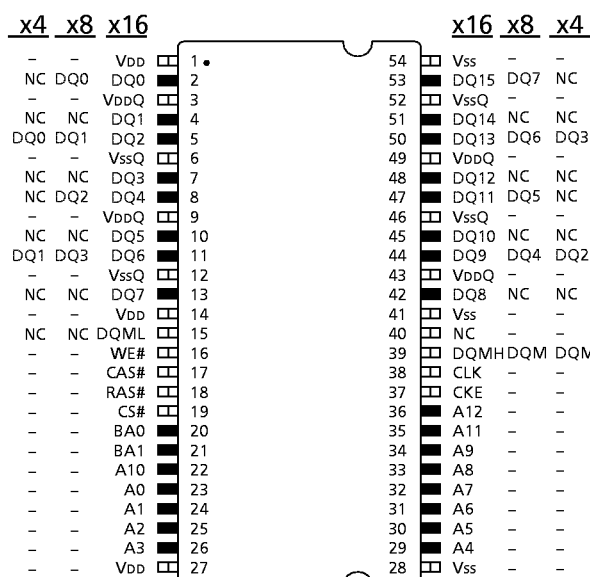 x4 x8 x16 x16 x8 x4
– – VDD 1 54 Vss – –
NC DQ0 DQ0 2 53 DQ15 DQ7 NC
– – VDDQ 3 52 VssQ – –
NC NC DQ1 4 51 DQ14 NC NC
DQ0 DQ1 DQ2 5 50 DQ13 DQ6 DQ3
– – VssQ 6 49 VDDQ – –
NC NC DQ3 7 48 DQ12 NC NC
NC DQ2 DQ4 8 47 DQ11 DQ5 NC
– – VDDQ 9 46 VssQ – –
NC NC DQ5 10 45 DQ10 NC NC
DQ1 DQ3 DQ6 11 44 DQ9 DQ4 DQ2
– – VssQ 12 43 VDDQ – –
NC NC DQ7 13 42 DQ8 NC NC
– – VDD 14 41 Vss – –
NC NC DQML 15 40 NC – –
– – WE# 16 39 DQMH DQM DQM
– – CAS# 17 38 CLK – –
– – RAS# 18 37 CKE – –
– – CS# 19 36 A12 – –
– – BA0 20 35 A11 – –
– – BA1 21 34 A9 – –
– – A10 22 33 A8 – –
– – A0 23 32 A7 – –
– – A1 24 31 A6 – –
– – A2 25 30 A5 – –
– – A3 26 29 A4 – –
– – VDD 27 28 Vss – –